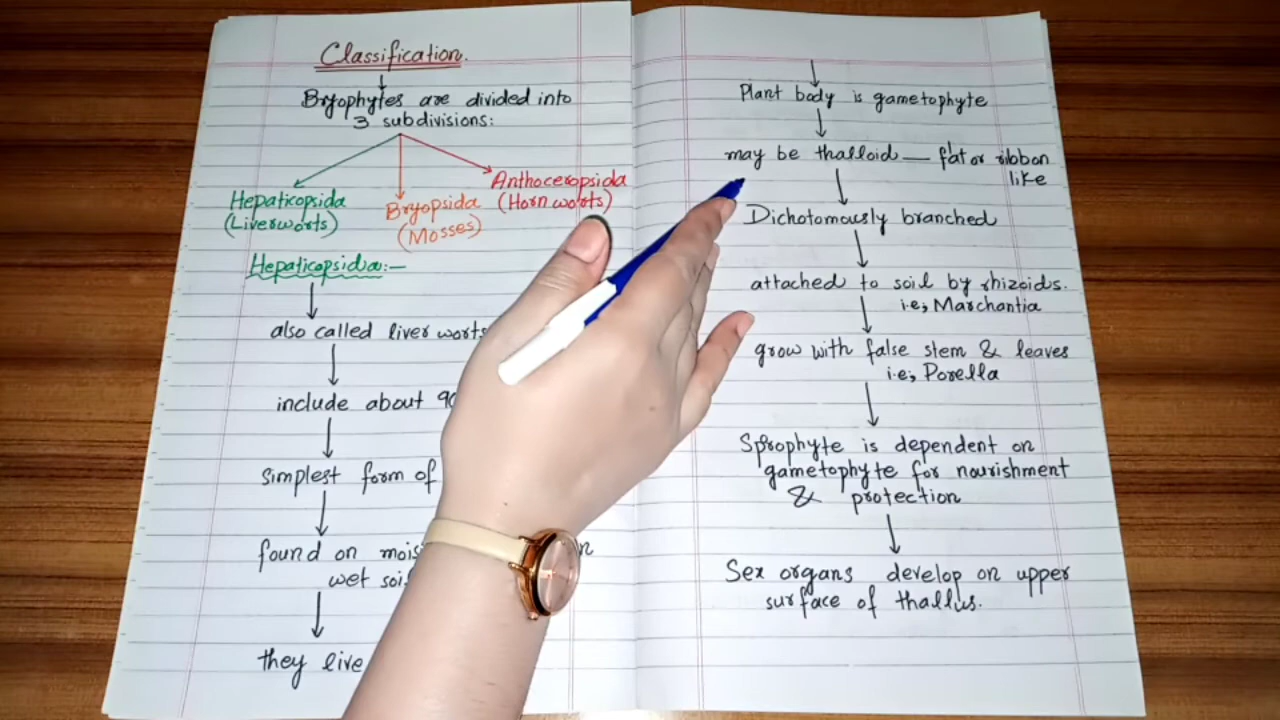 Classification.
Bryophytes are divided into
3 subdivisions:
Hepaticopsida
(Liverworts)
Bryopsida
(Mosses)
Anthoceropsida
(Horn worts)
Hepaticopsida:-
also called liver worts
include about
simplest form of
found on
wet
they live
Plant body is gametophyte
may be thalloid — flat or ribbon
like
Dichotomously branched
attached to soil by rhizoids.
i.e; Marchantia
grow with false stem & leaves
i.e; Porella
is dependent on
gametophyte for nourishment
& protection
Sex organs develop on upper
surface of thallus.